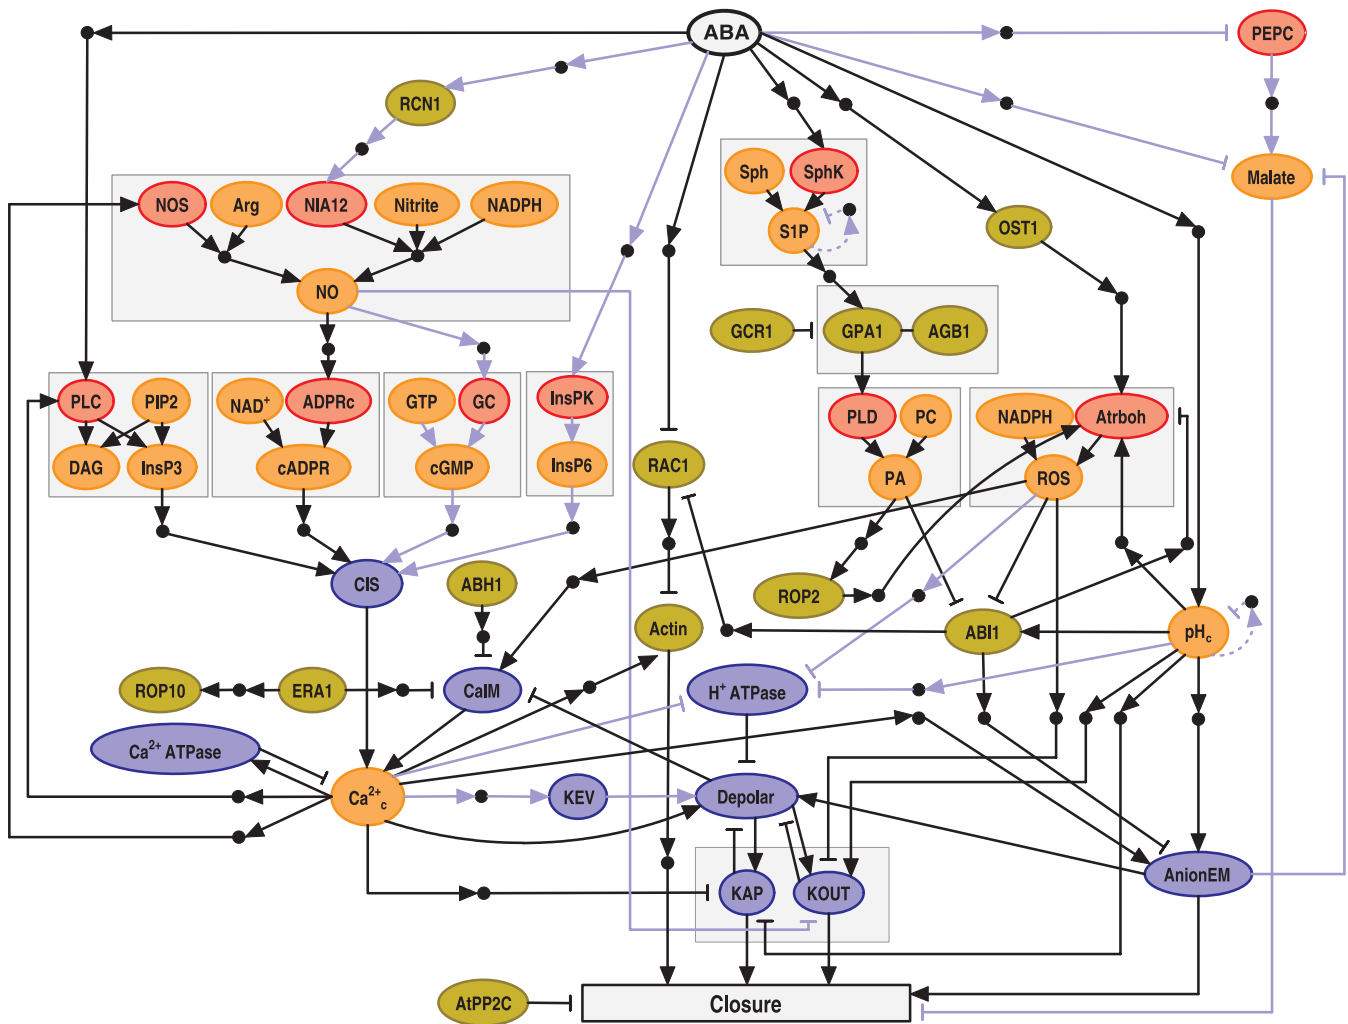 ABA
PEPC
RCN1
Malate
Sph
SphK
NOS
Arg
NIA12
Nitrite
NADPH
S1P
OST1
NO
GCR1
GPA1
AGB1
PLC
PIP2
NAD+
ADPRc
GTP
GC
InsPK
PLD
PC
NADPH
Atrboh
DAG
InsP3
cADPR
cGMP
InsP6
RAC1
PA
ROS
CIS
ABH1
ROP2
Actin
ABI1
pHc
ROP10
ERA1
CaIM
H+ ATPase
Ca2+ ATPase
Ca2+c
KEV
Depolar
KAP
KOUT
AnionEM
AtPP2C
Closure